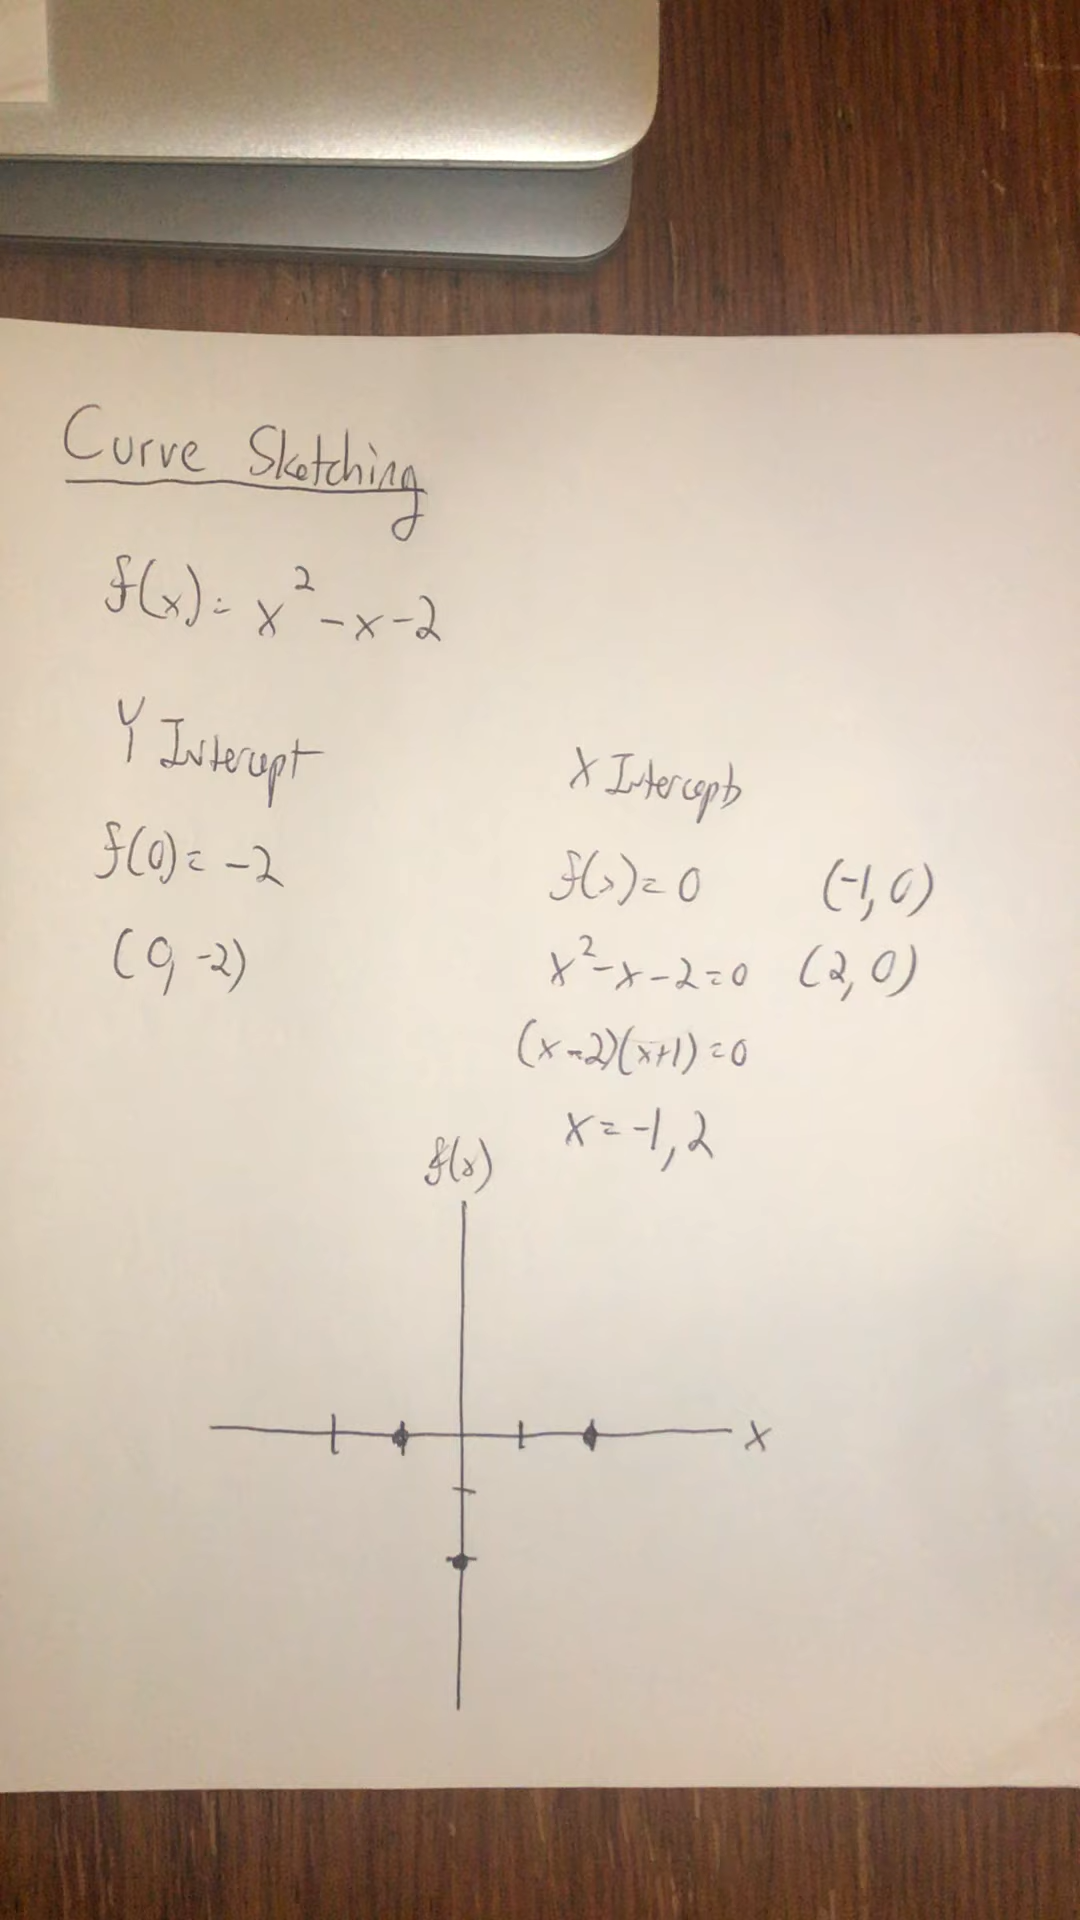 Curve Sketching
f(x) = x² - x - 2
Y Intercept
f(0) = -2
(0, -2)
X Intercepts
f(x) = 0
x² - x - 2 = 0
(x - 2)(x + 1) = 0
x = -1, 2
(-1, 0)
(2, 0)
f(x)
X